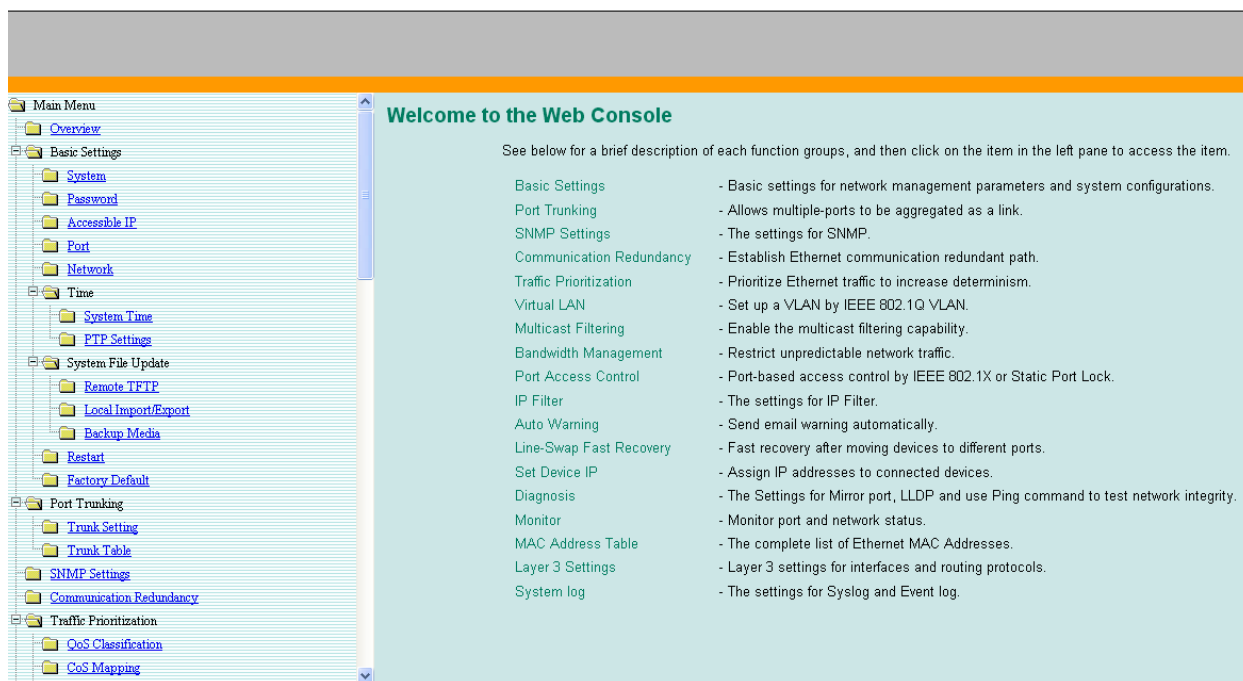 Main Menu
Overview
Basic Settings
System
Password
Accessible IP
Port
Network
Time
System Time
PTP Settings
System File Update
Remote TFTP
Local Import/Export
Backup Media
Restart
Factory Default
Port Trunking
Trunk Setting
Trunk Table
SNMP Settings
Communication Redundancy
Traffic Prioritization
QoS Classification
CoS Mapping
Welcome to the Web Console
See below for a brief description of each function groups, and then click on the item in the left pane to access the item.
Basic Settings - Basic settings for network management parameters and system configurations.
Port Trunking - Allows multiple-ports to be aggregated as a link.
SNMP Settings - The settings for SNMP.
Communication Redundancy - Establish Ethernet communication redundant path.
Traffic Prioritization - Prioritize Ethernet traffic to increase determinism.
Virtual LAN - Set up a VLAN by IEEE 802.1Q VLAN.
Multicast Filtering - Enable the multicast filtering capability.
Bandwidth Management - Restrict unpredictable network traffic.
Port Access Control - Port-based access control by IEEE 802.1X or Static Port Lock.
IP Filter - The settings for IP Filter.
Auto Warning - Send email warning automatically.
Line-Swap Fast Recovery - Fast recovery after moving devices to different ports.
Set Device IP - Assign IP addresses to connected devices.
Diagnosis - The Settings for Mirror port, LLDP and use Ping command to test network integrity.
Monitor - Monitor port and network status.
MAC Address Table - The complete list of Ethernet MAC Addresses.
Layer 3 Settings - Layer 3 settings for interfaces and routing protocols.
System log - The settings for Syslog and Event log.